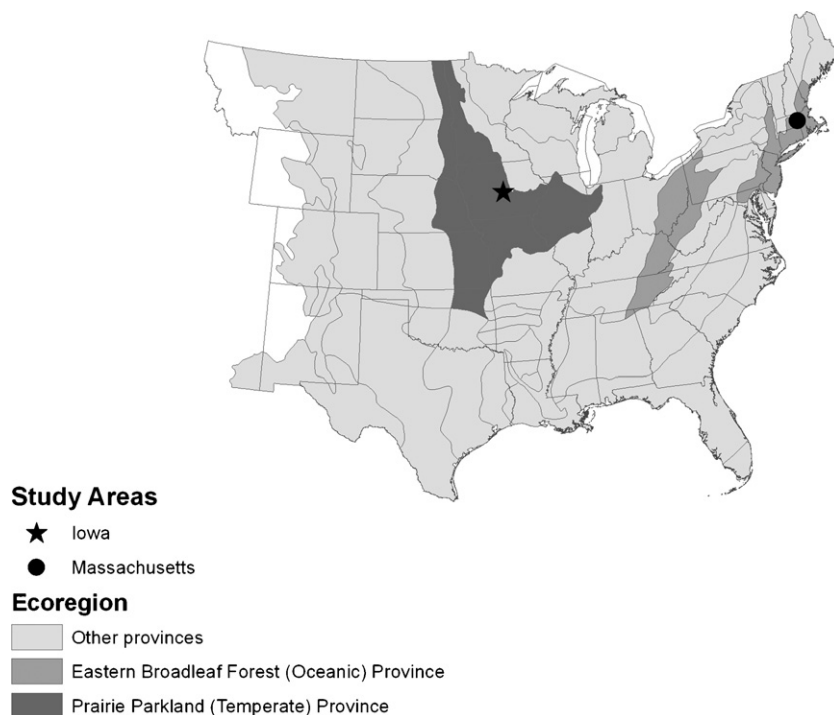 Study Areas
Iowa
Massachusetts
Ecoregion
Other provinces
Eastern Broadleaf Forest (Oceanic) Province
Prairie Parkland (Temperate) Province